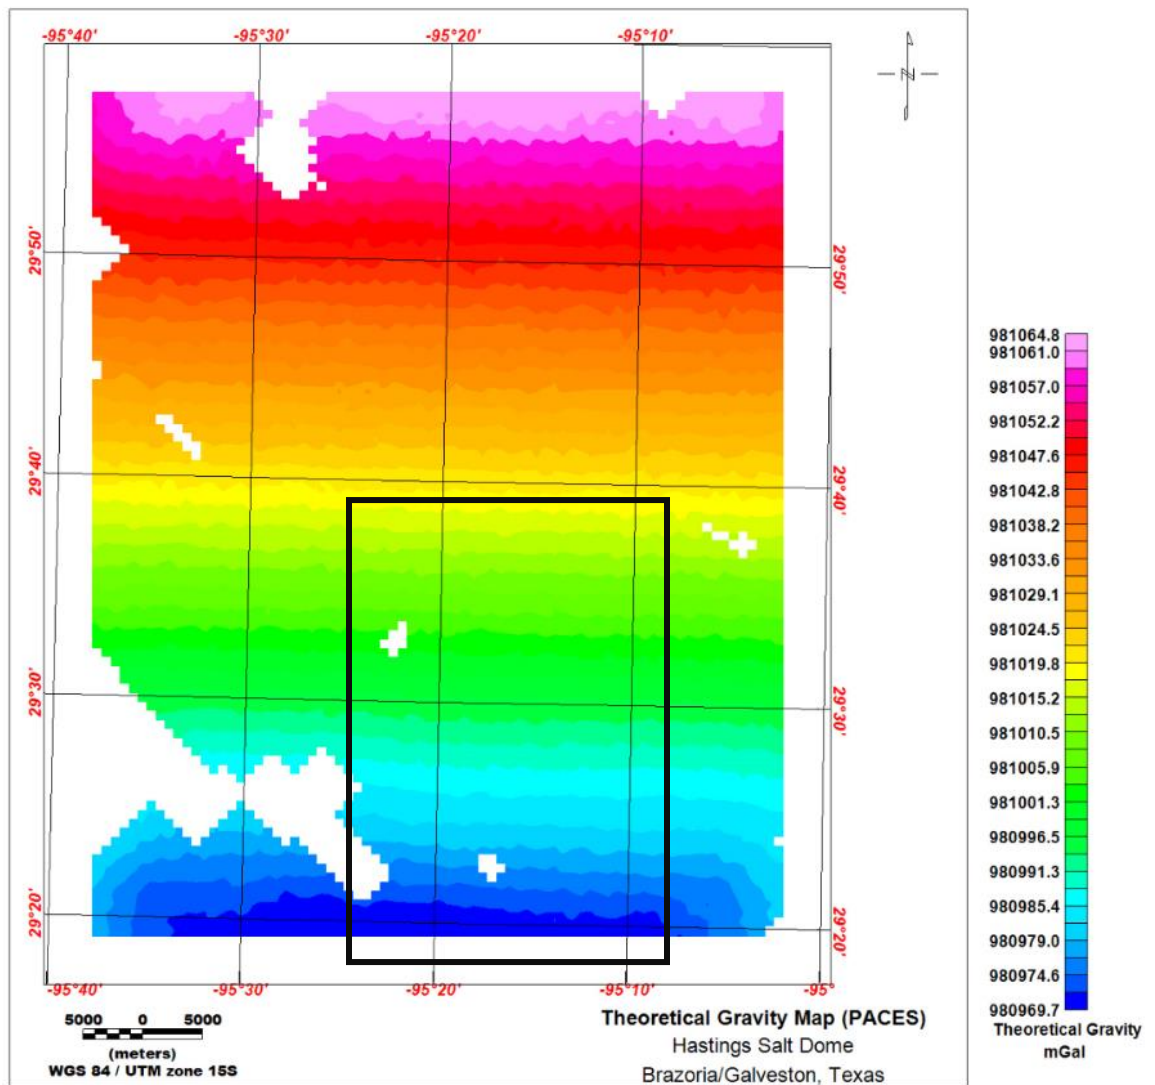 -95°40' -95°30' -95°20' -95°10'
N
29°50' 29°50'
29°40' 29°40'
29°30' 29°30'
29°20' 29°20'
-95°40' -95°30' -95°20' -95°10' -95°
981064.8
981061.0
981057.0
981052.2
981047.6
981042.8
981038.2
981033.6
981029.1
981024.5
981019.8
981015.2
981010.5
981005.9
981001.3
980996.5
980991.3
980985.4
980979.0
980974.6
980969.7
Theoretical Gravity
mGal
5000 0 5000
(meters)
WGS 84 / UTM zone 15S
Theoretical Gravity Map (PACES)
Hastings Salt Dome
Brazoria/Galveston, Texas